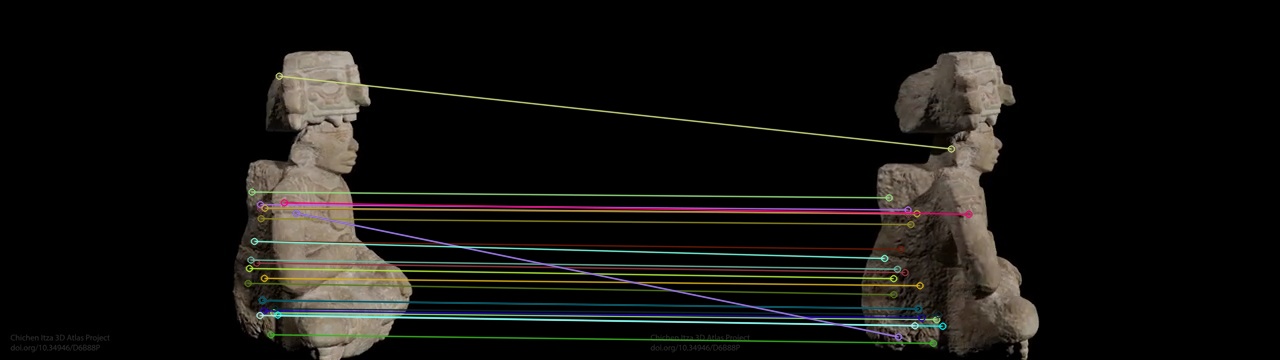 Chichen Itza 3D Atlas Project
doi.org/10.34946/D6B88P
Chichen Itza 3D Atlas Project
doi.org/10.34946/D6B88P